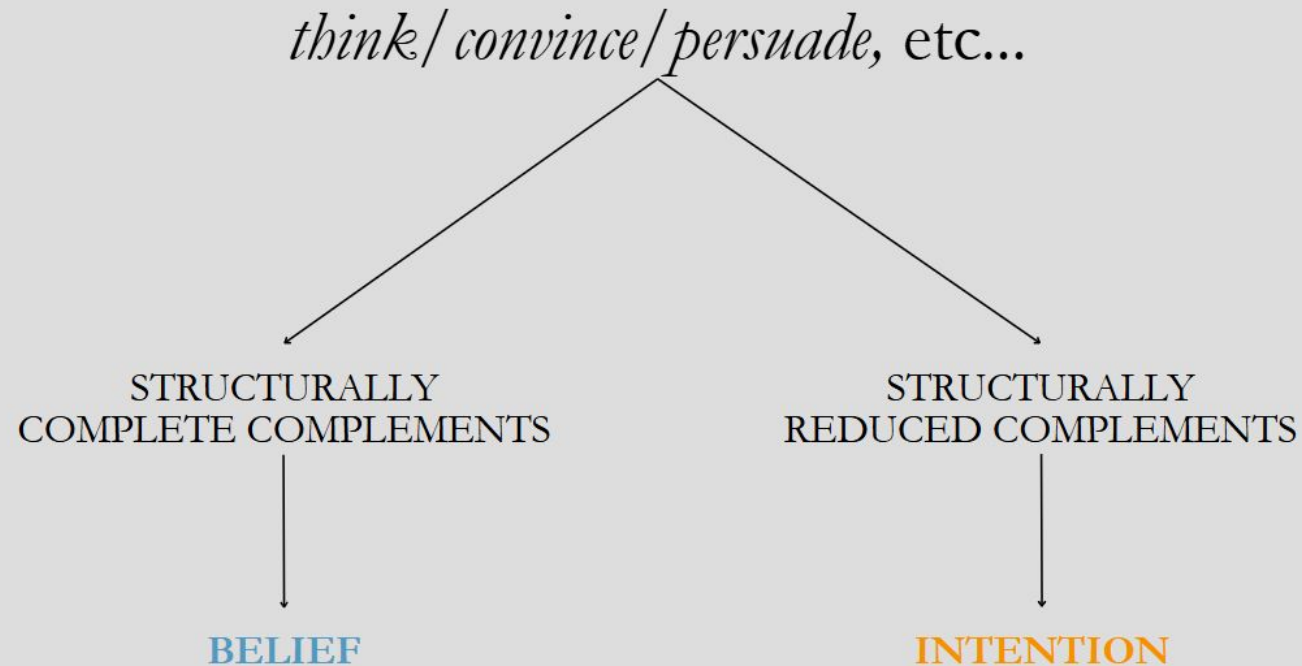 think/convince/persuade, etc...
STRUCTURALLY
COMPLETE COMPLEMENTS
STRUCTURALLY
REDUCED COMPLEMENTS
BELIEF
INTENTION